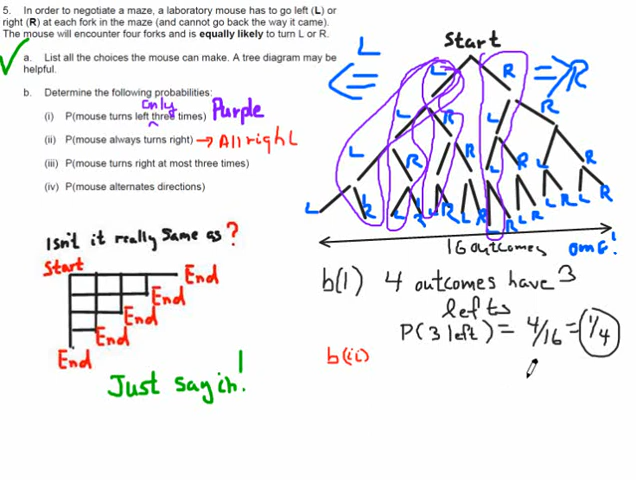 5. In order to negotiate a maze, a laboratory mouse has to go left (L) or
right (R) at each fork in the maze (and cannot go back the way it came).
The mouse will encounter four forks and is equally likely to turn L or R.
a. List all the choices the mouse can make. A tree diagram may be
helpful.
b. Determine the following probabilities:
only
(i) P(mouse turns left three times) Purple
(ii) P(mouse always turns right) → All right L
(iii) P(mouse turns right at most three times)
(iv) P(mouse alternates directions)
Start
L L R R
L R L R
L R R L R L R
L R L R L R L R L R L R L R L R
16 outcomes omG!
Isn't it really same as?
Start
End
End
End
End
End
Just sayin!
b(i) 4 outcomes have 3
lefts
P(3 left) = 4/16 = 1/4
b(ii)